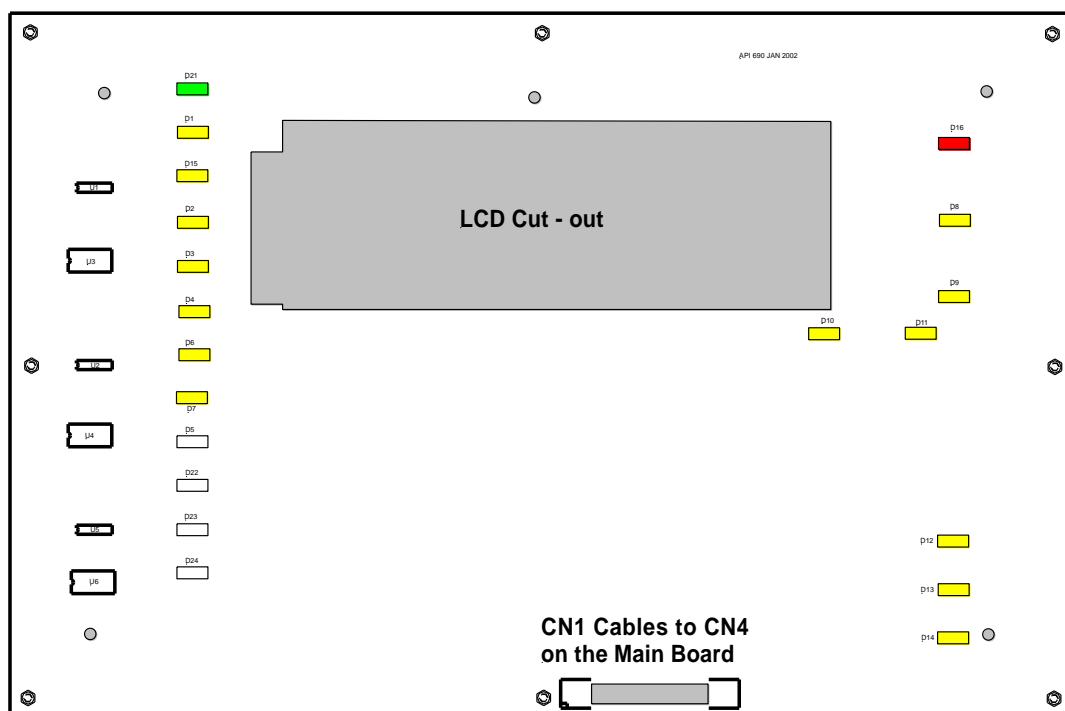 API 690 JAN 2002
D21
D1
D16
D15
U1
D2
D8
LCD Cut - out
D3
U3
D9
D4
D10
D11
D6
U2
D7
D5
U4
D22
D23
U5
D12
D24
U6
D13
CN1 Cables to CN4
on the Main Board
D14